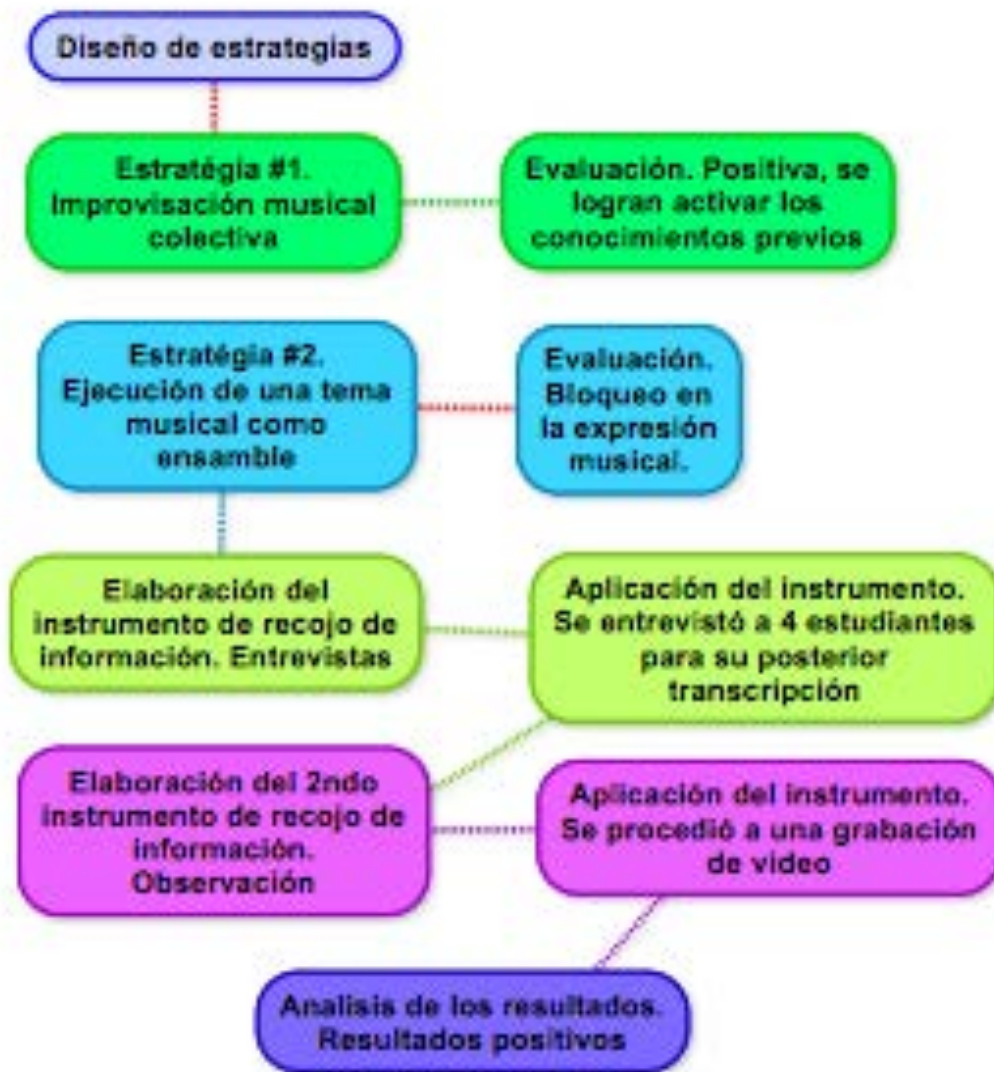 Diseño de estrategias
Estratégia #1.
Improvisación musical
colectiva
Evaluación. Positiva, se
logran activar los
conocimientos previos
Estratégia #2.
Ejecución de una tema
musical como
ensamble
Evaluación.
Bloqueo en
la expresión
musical.
Elaboración del
instrumento de recojo de
información. Entrevistas
Aplicación del instrumento.
Se entrevistó a 4 estudiantes
para su posterior
transcripción
Elaboración del 2ndo
instrumento de recojo de
información.
Observación
Aplicación del instrumento.
Se procedió a una grabación
de video
Analisis de los resultados.
Resultados positivos